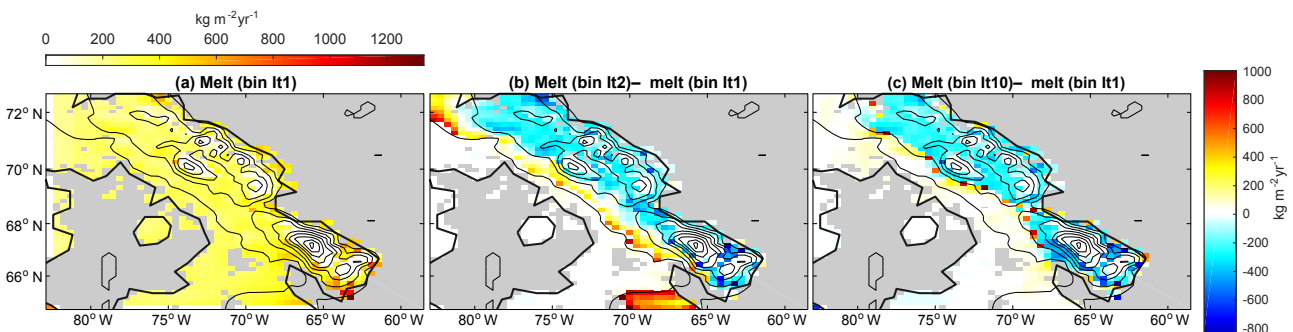 kg m⁻²yr⁻¹
0 200 400 600 800 1000 1200
(a) Melt (bin It1) (b) Melt (bin It2)– melt (bin It1) (c) Melt (bin It10)– melt (bin It1)
72° N
70° N
68° N
66° N
80° W 75° W 70° W 65° W 60° W 80° W 75° W 70° W 65° W 60° W 80° W 75° W 70° W 65° W 60° W
1000
800
600
400
200
0
-200
-400
-600
-800
kg m⁻²yr⁻¹